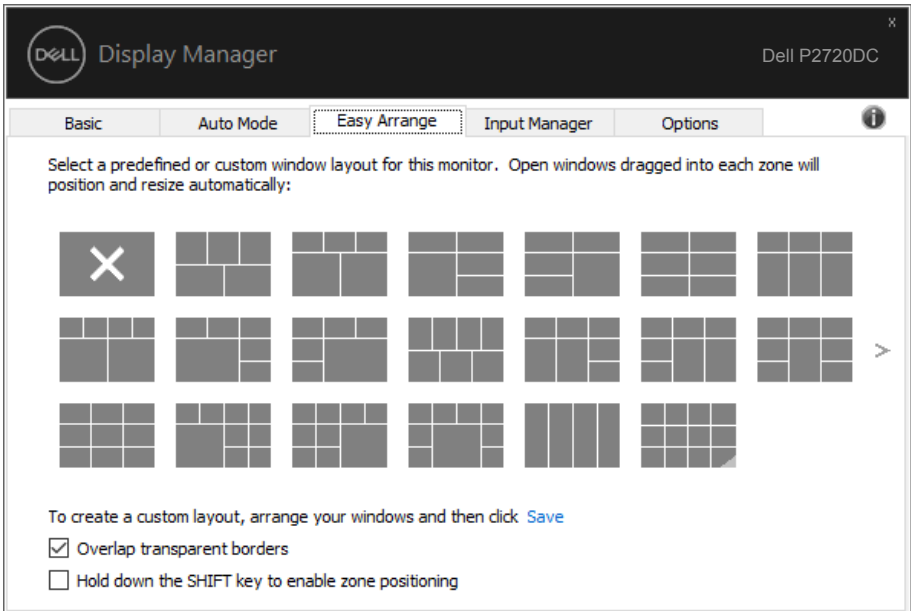 x
DELL Display Manager
Dell P2720DC
Basic Auto Mode Easy Arrange Input Manager Options
Select a predefined or custom window layout for this monitor. Open windows dragged into each zone will
position and resize automatically:
>
To create a custom layout, arrange your windows and then click Save
Overlap transparent borders
Hold down the SHIFT key to enable zone positioning